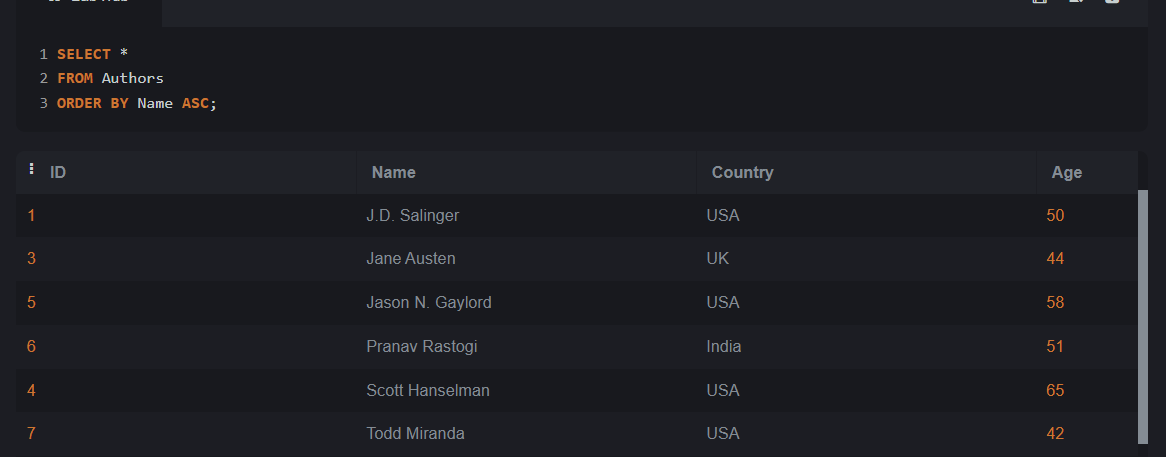 1 SELECT *
2 FROM Authors
3 ORDER BY Name ASC;
ID Name Country Age
1 J.D. Salinger USA 50
3 Jane Austen UK 44
5 Jason N. Gaylord USA 58
6 Pranav Rastogi India 51
4 Scott Hanselman USA 65
7 Todd Miranda USA 42